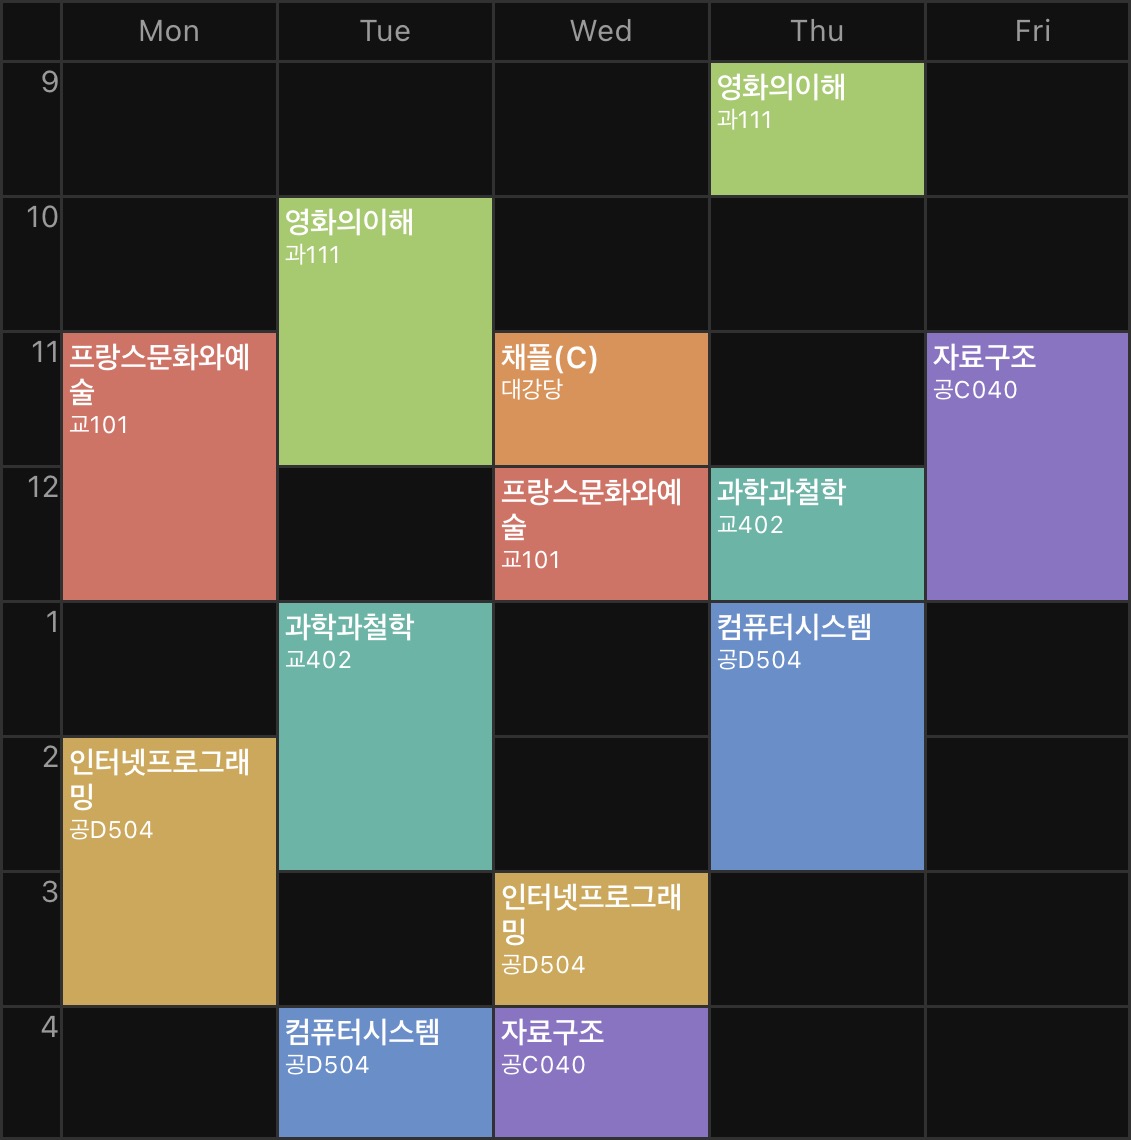 Mon Tue Wed Thu Fri
9
영화의이해
과111
10
영화의이해
과111
11
프랑스문화와예
술
교101
채플(C)
대강당
자료구조
공C040
12
프랑스문화와예
술
교101
과학과철학
교402
1
과학과철학
교402
컴퓨터시스템
공D504
2
인터넷프로그래
밍
공D504
3
인터넷프로그래
밍
공D504
4
컴퓨터시스템
공D504
자료구조
공C040